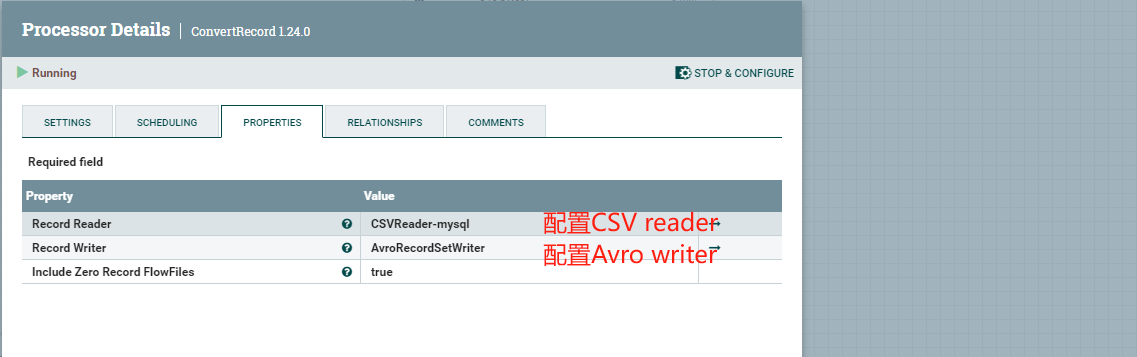 Processor Details | ConvertRecord 1.24.0
Running STOP & CONFIGURE
SETTINGS SCHEDULING PROPERTIES RELATIONSHIPS COMMENTS
Required field
Property Value
Record Reader CSVReader-mysql 配置CSV reader
Record Writer AvroRecordSetWriter 配置Avro writer
Include Zero Record FlowFiles true